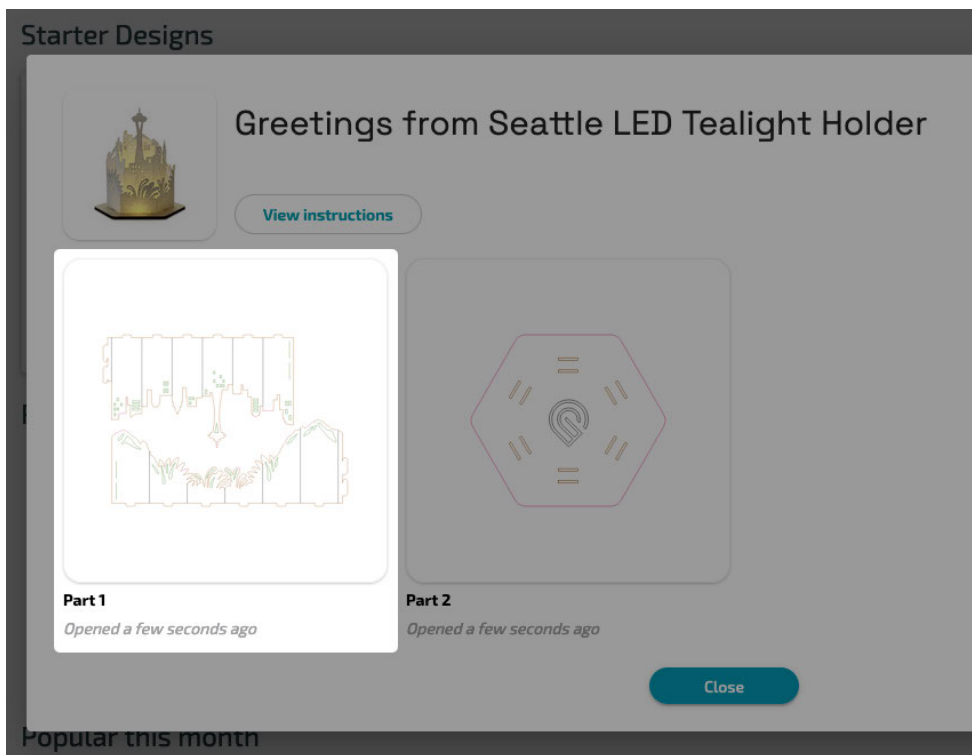 Starter Designs
Greetings from Seattle LED Tealight Holder
View instructions
Part 1
Opened a few seconds ago
Part 2
Opened a few seconds ago
Close
Popular this month